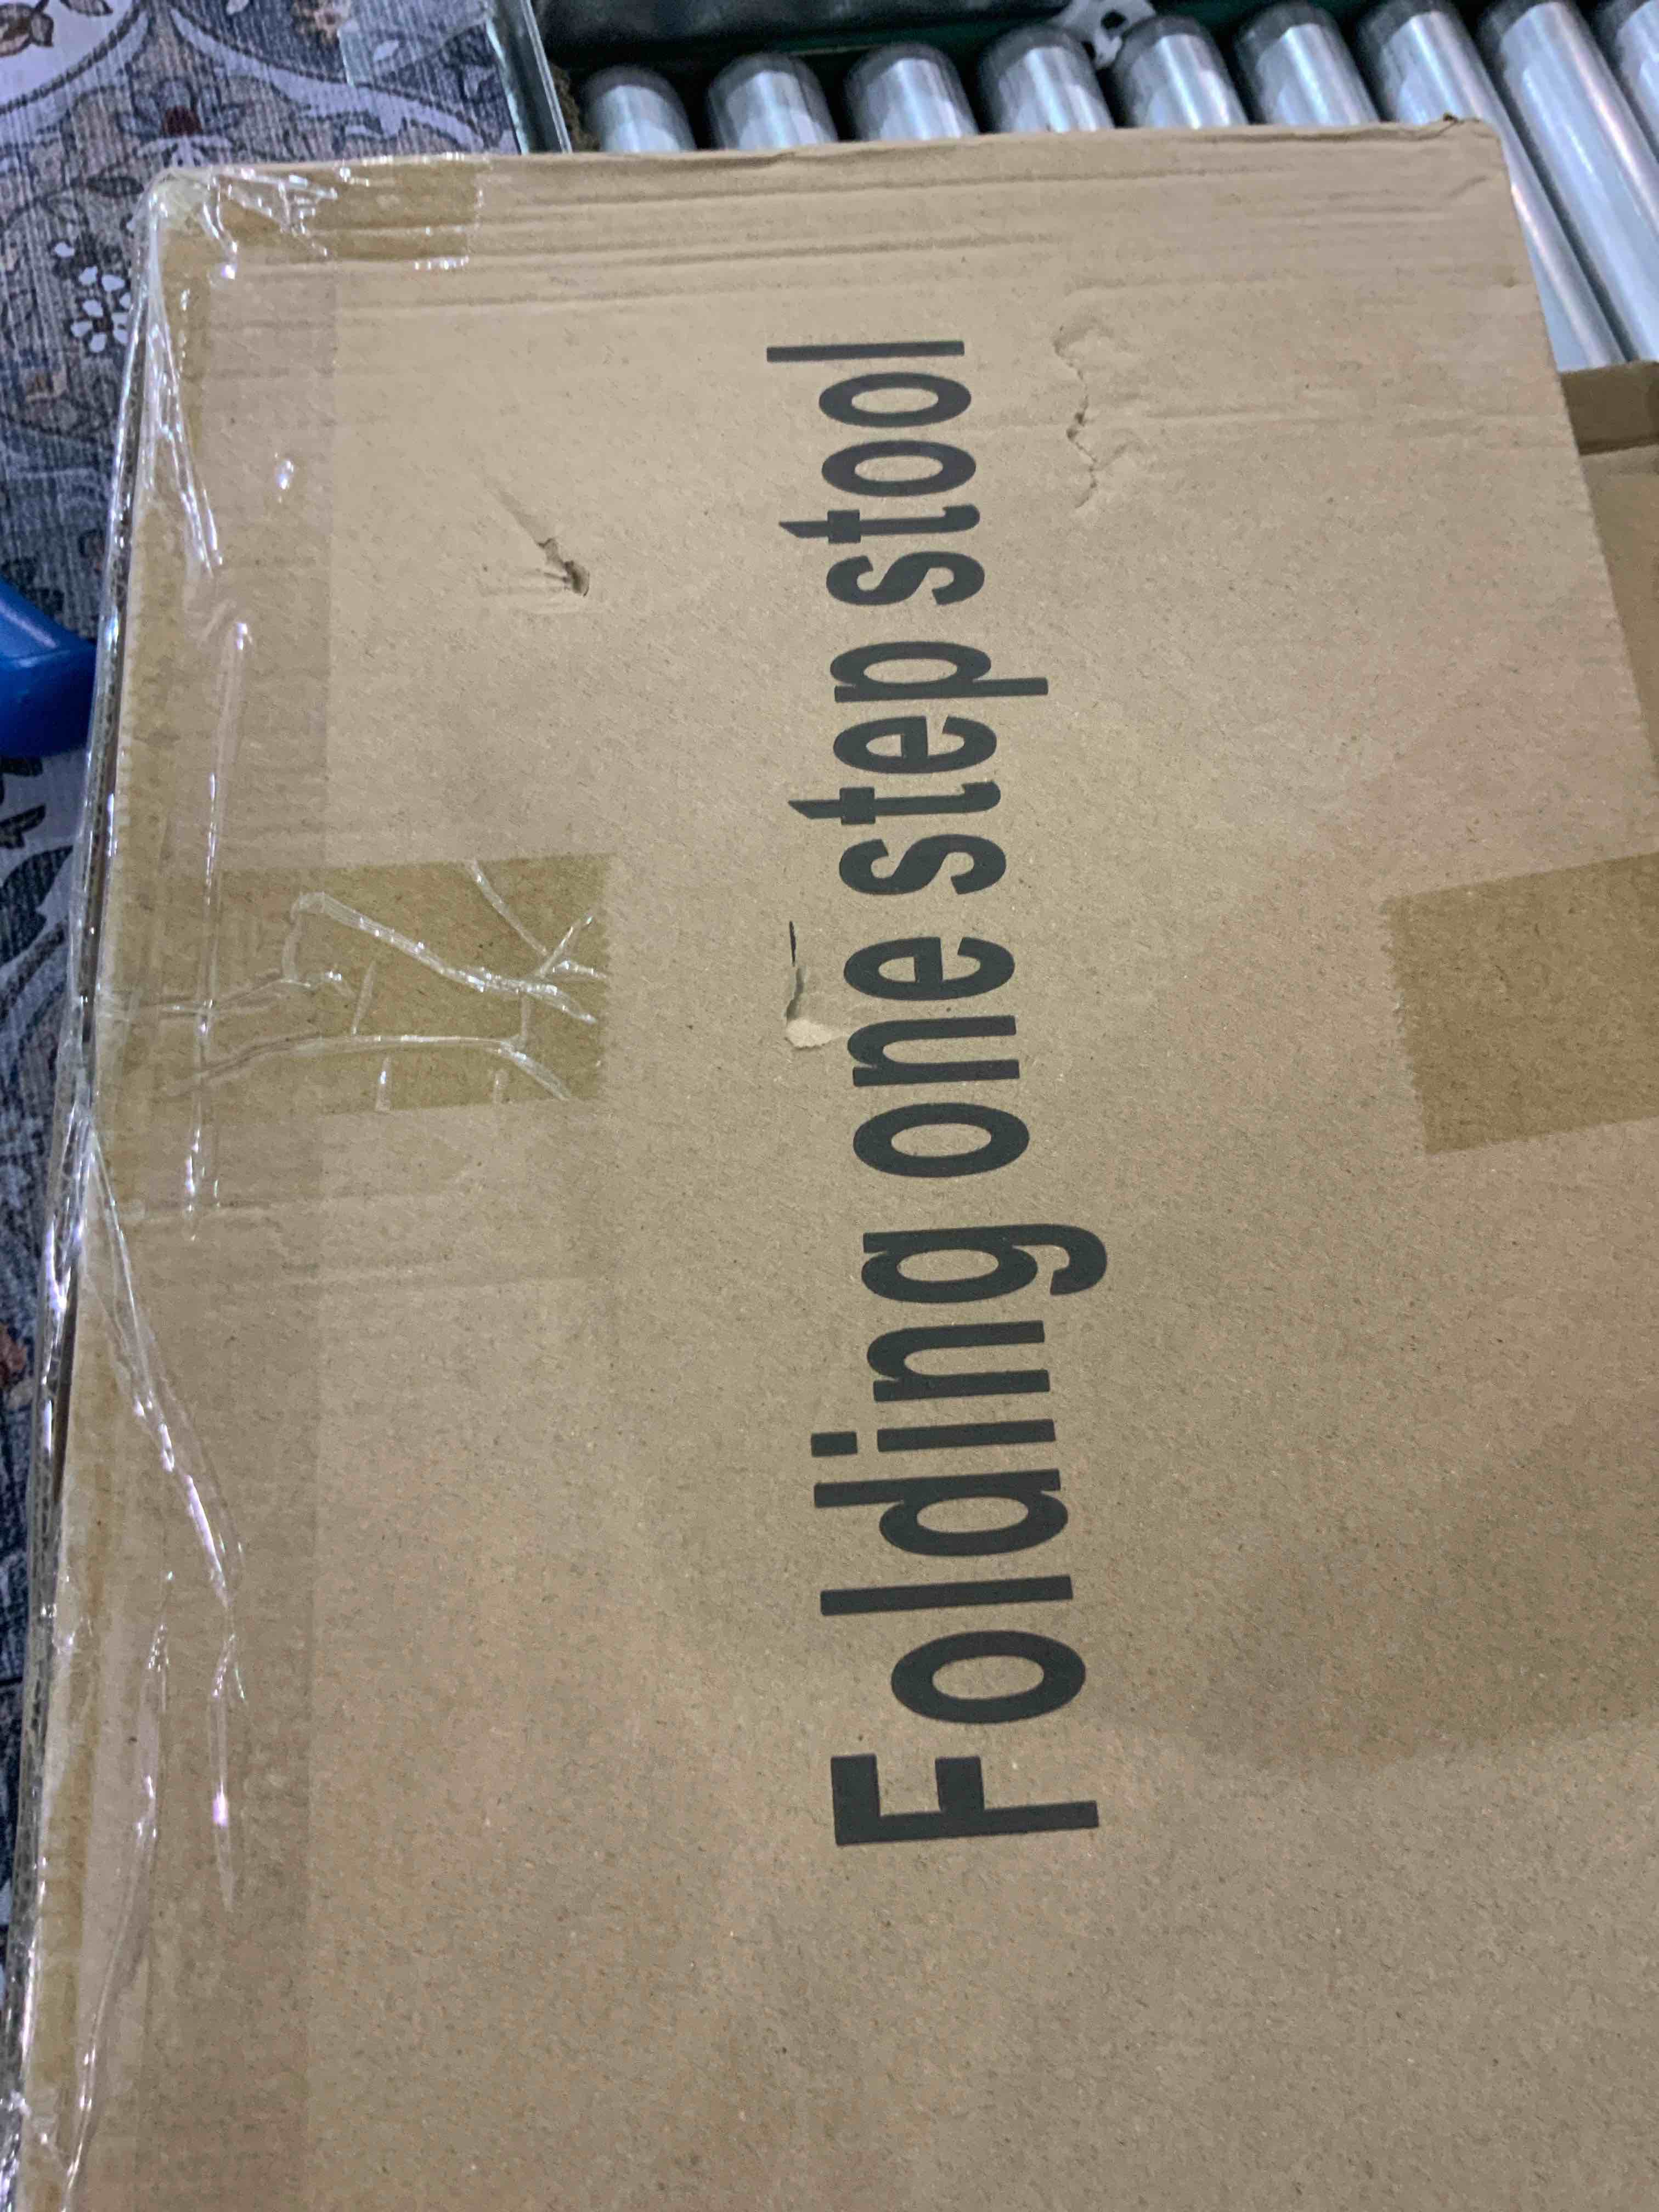 Folding one step stool